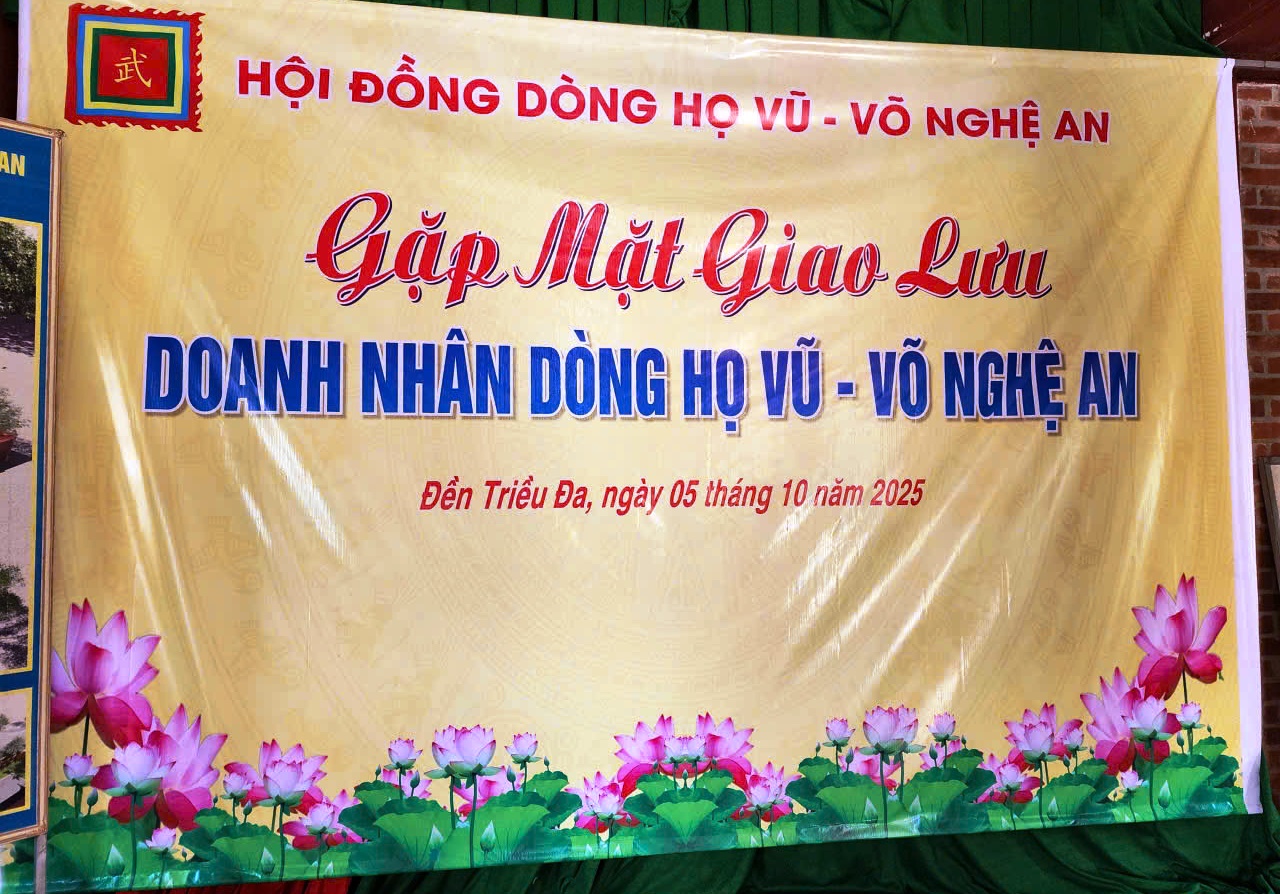 武
HỘI ĐỒNG DÒNG HỌ VŨ - VÕ NGHỆ AN
Gặp Mặt Giao Lưu
DOANH NHÂN DÒNG HỌ VŨ - VÕ NGHỆ AN
Đền Triều Đa, ngày 05 tháng 10 năm 2025
AN